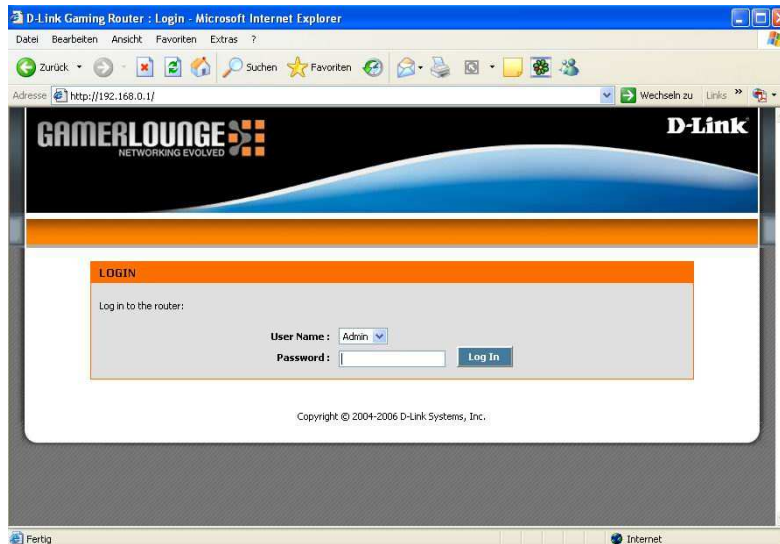 D-Link Gaming Router : Login - Microsoft Internet Explorer
Datei Bearbeiten Ansicht Favoriten Extras ?
Zurück Suchen Favoriten
Adresse http://192.168.0.1/ Wechseln zu Links »
GAMERLOUNGE
NETWORKING EVOLVED
D-Link
LOGIN
Log in to the router:
User Name : Admin
Password : Log In
Copyright © 2004-2006 D-Link Systems, Inc.
Fertig Internet